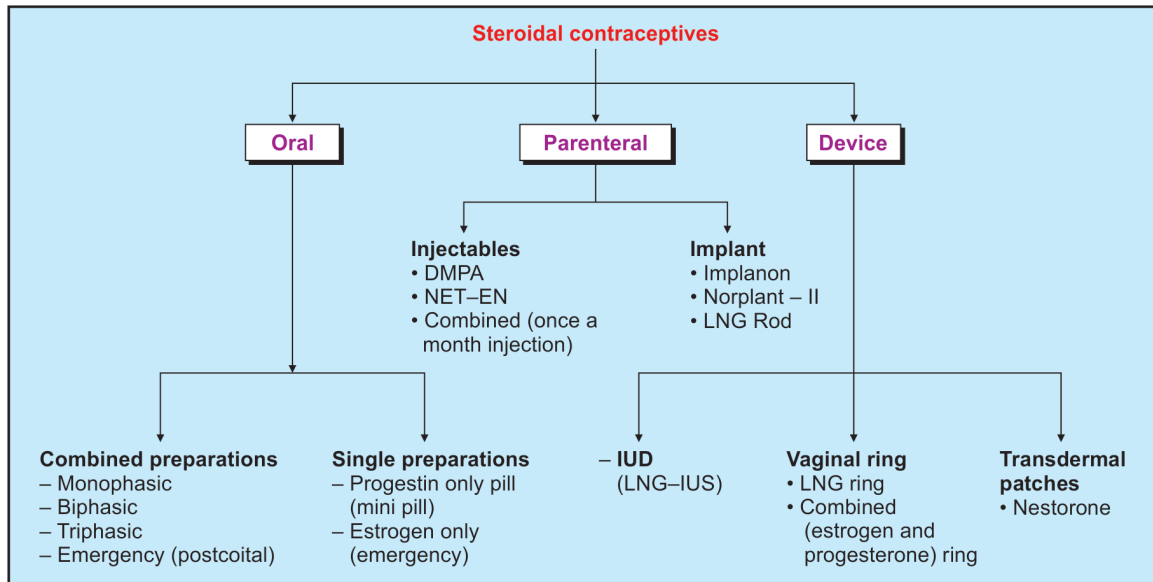 Steroidal contraceptives
Oral
Parenteral
Device
Injectables
• DMPA
• NET–EN
• Combined (once a
month injection)
Implant
• Implanon
• Norplant – II
• LNG Rod
Combined preparations
– Monophasic
– Biphasic
– Triphasic
– Emergency (postcoital)
Single preparations
– Progestin only pill
(mini pill)
– Estrogen only
(emergency)
– IUD
(LNG–IUS)
Vaginal ring
• LNG ring
• Combined
(estrogen and
progesterone) ring
Transdermal
patches
• Nestorone